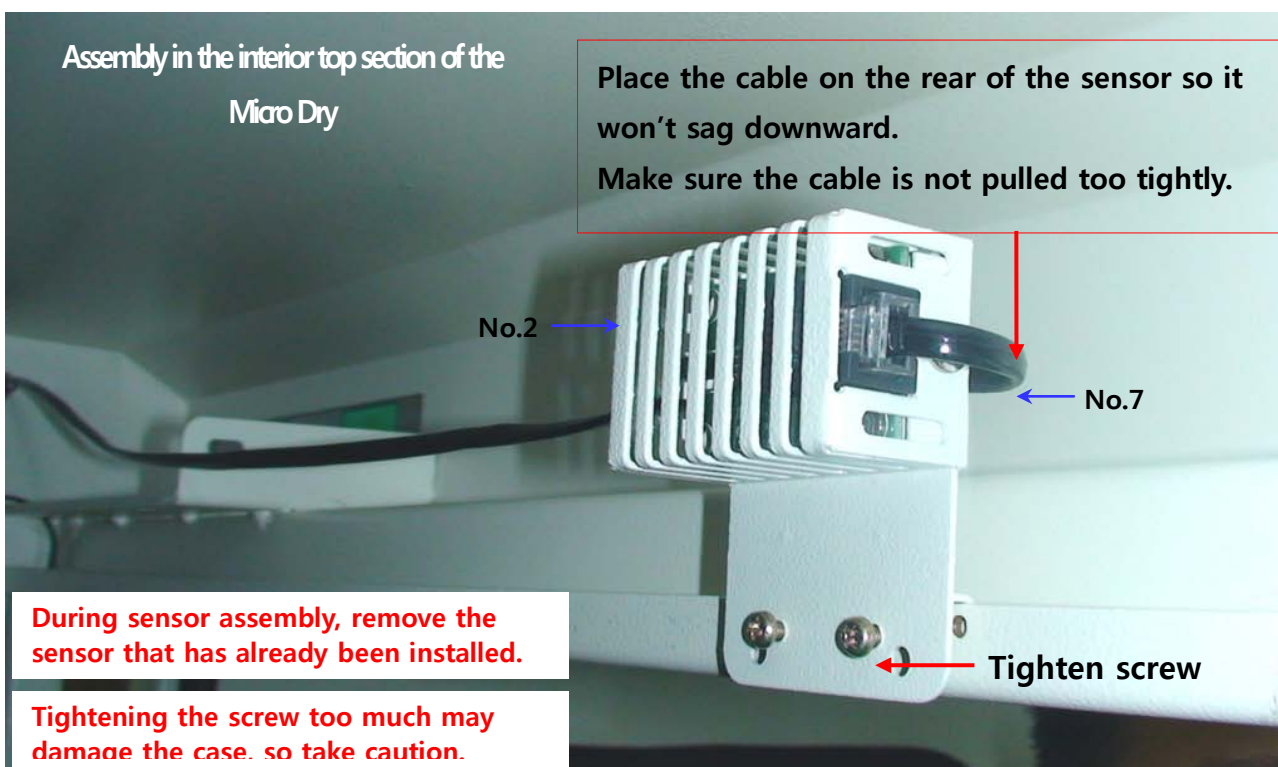 Assembly in the interior top section of the
Micro Dry
Place the cable on the rear of the sensor so it
won't sag downward.
Make sure the cable is not pulled too tightly.
No.2
No.7
Tighten screw
During sensor assembly, remove the
sensor that has already been installed.
Tightening the screw too much may
damage the case, so take caution.